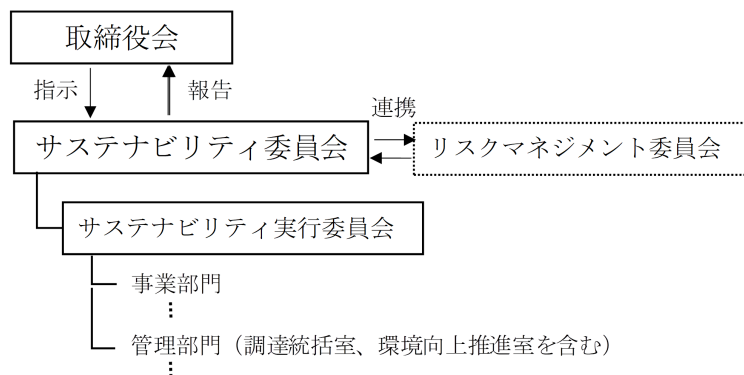 取締役会
指示
報告
連携
サステナビリティ委員会
リスクマネジメント委員会
サステナビリティ実行委員会
事業部門
管理部門（調達統括室、環境向上推進室を含む）